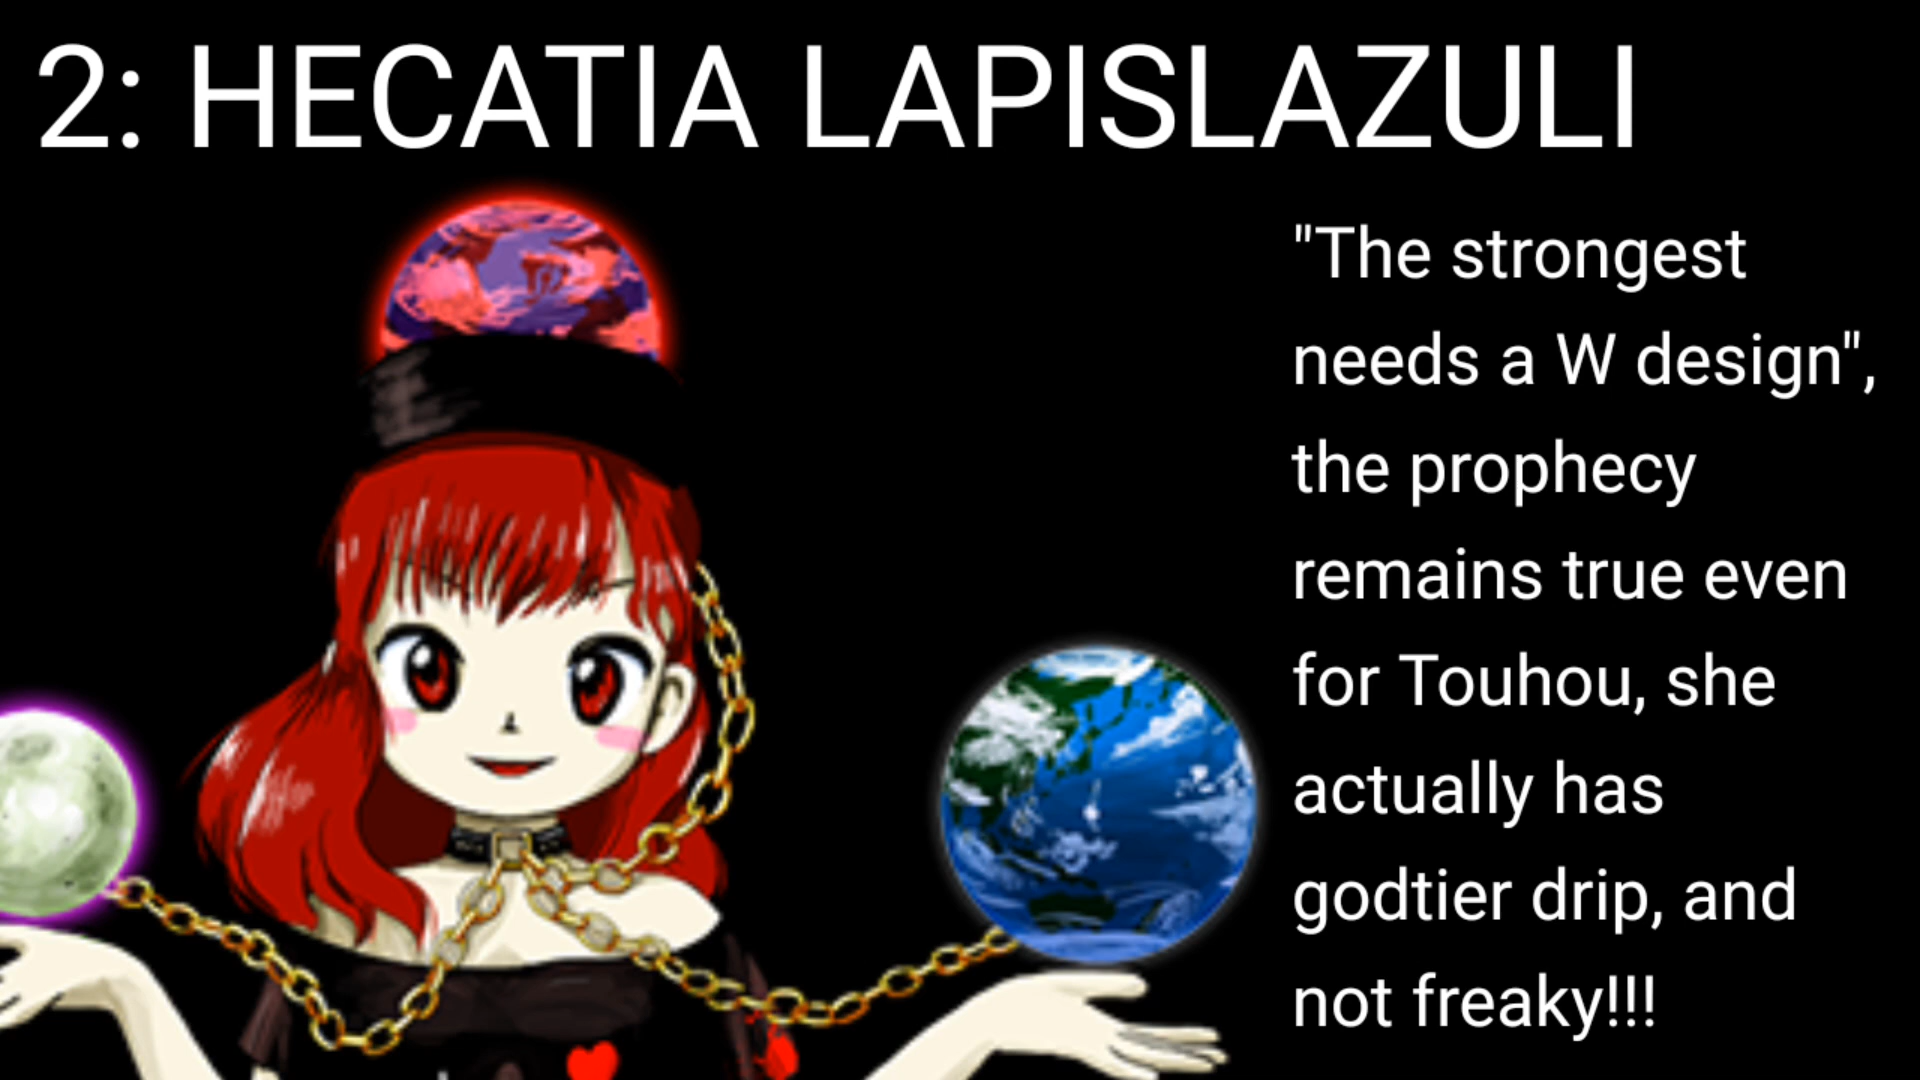 2: HECATIA LAPISLAZULI
"The strongest
needs a W design",
the prophecy
remains true even
for Touhou, she
actually has
godtier drip, and
not freaky!!!